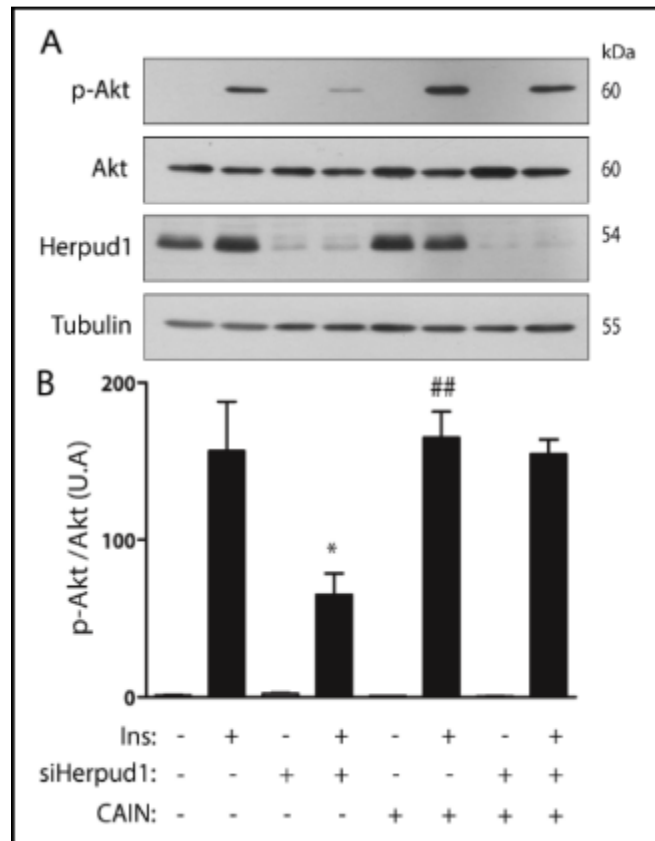 A
kDa
p-Akt 60
Akt 60
Herpud1 54
Tubulin 55
B
p-Akt /Akt (U.A)
200
100
0
*
##
Ins: - + - + - + - +
siHerpud1: - - + + - - + +
CAIN: - - - - + + + +